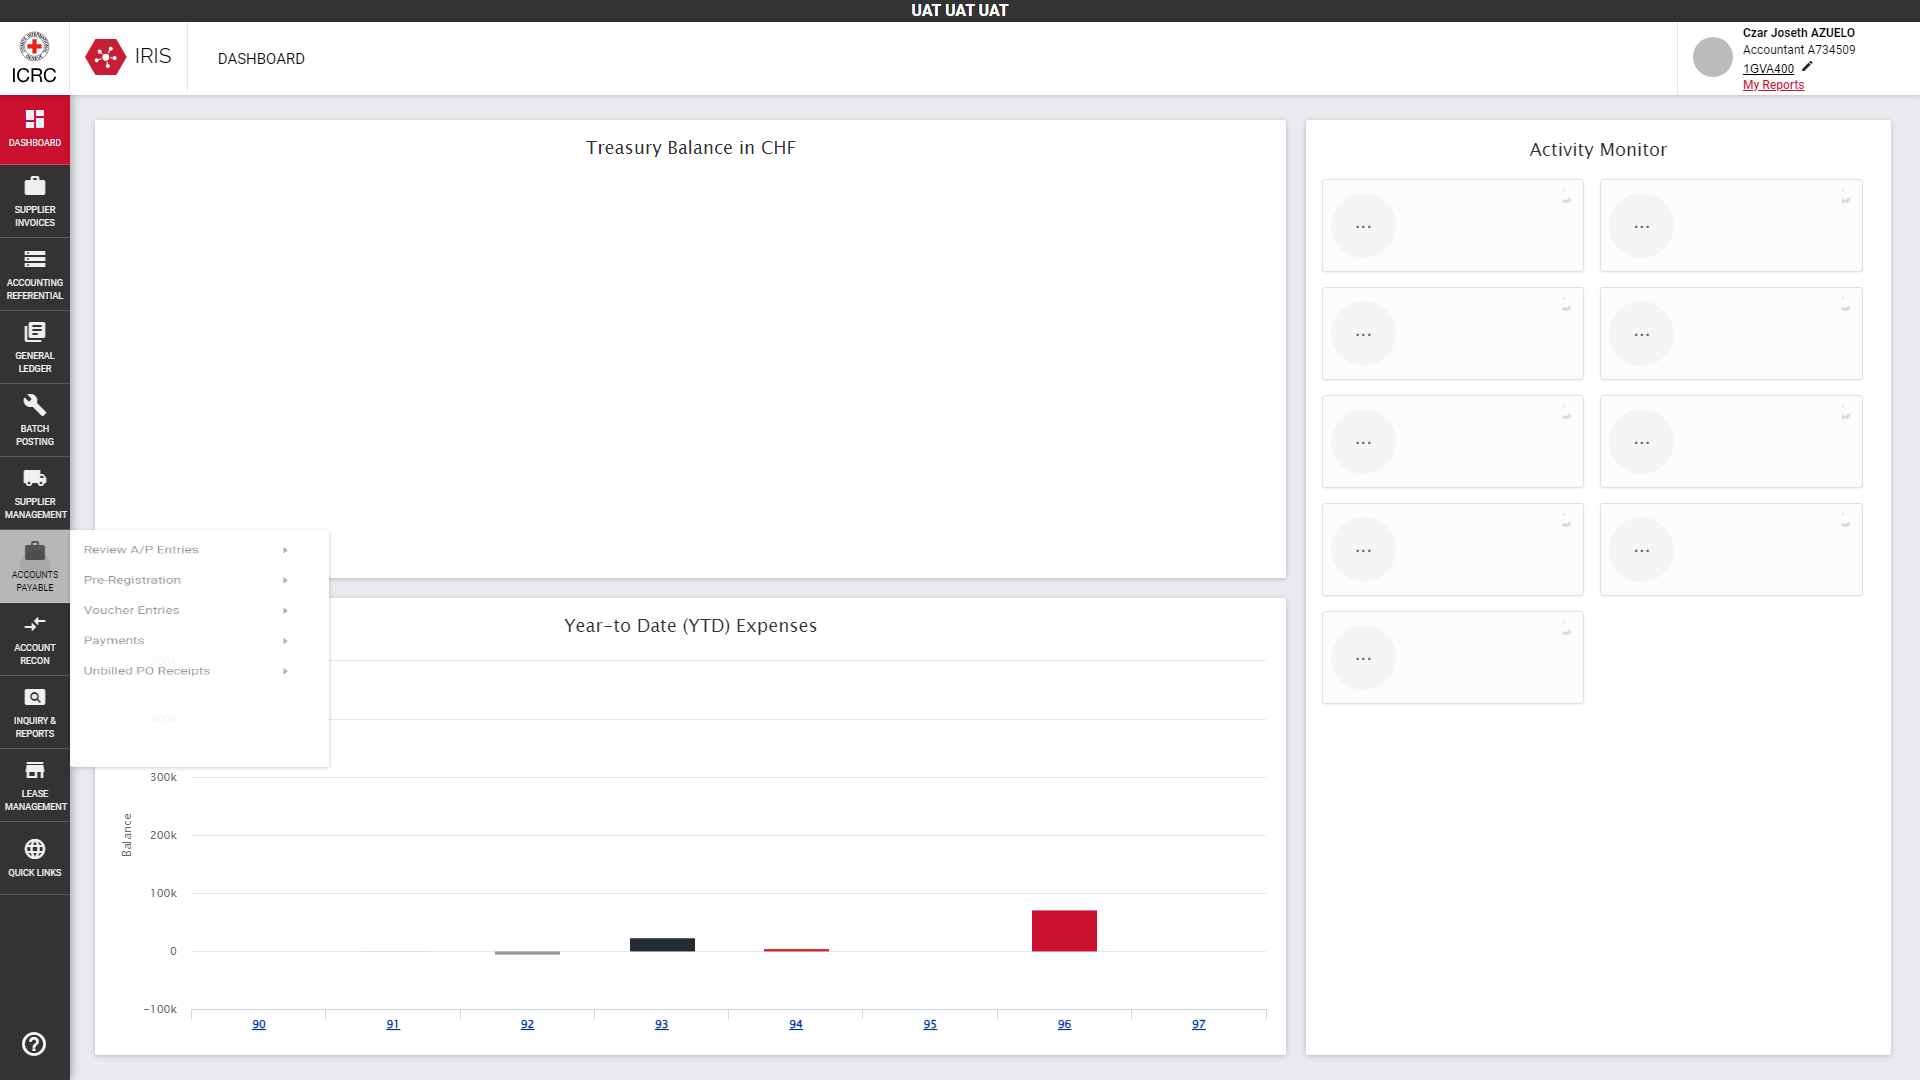 UAT UAT UAT
ICRC
IRIS
DASHBOARD
Czar Joseth AZUELO
Accountant A734509
1GVA400
My Reports
DASHBOARD
SUPPLIER
INVOICES
ACCOUNTING
REFERENTIAL
GENERAL
LEDGER
BATCH
POSTING
SUPPLIER
MANAGEMENT
ACCOUNTS
PAYABLE
ACCOUNT
RECON
INQUIRY &
REPORTS
LEASE
MANAGEMENT
QUICK LINKS
Review A/P Entries
Pre-Registration
Voucher Entries
Payments
Unbilled PO Receipts
Treasury Balance in CHF
Year-to Date (YTD) Expenses
400k
300k
200k
100k
0
-100k
Balance
90
91
92
93
94
95
96
97
Activity Monitor
...
...
...
...
...
...
...
...
...